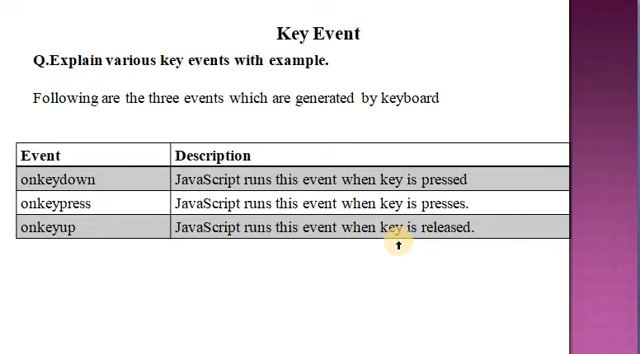 Key Event
Q.Explain various key events with example.
Following are the three events which are generated by keyboard
Event Description
onkeydown JavaScript runs this event when key is pressed
onkeypress JavaScript runs this event when key is presses.
onkeyup JavaScript runs this event when key is released.